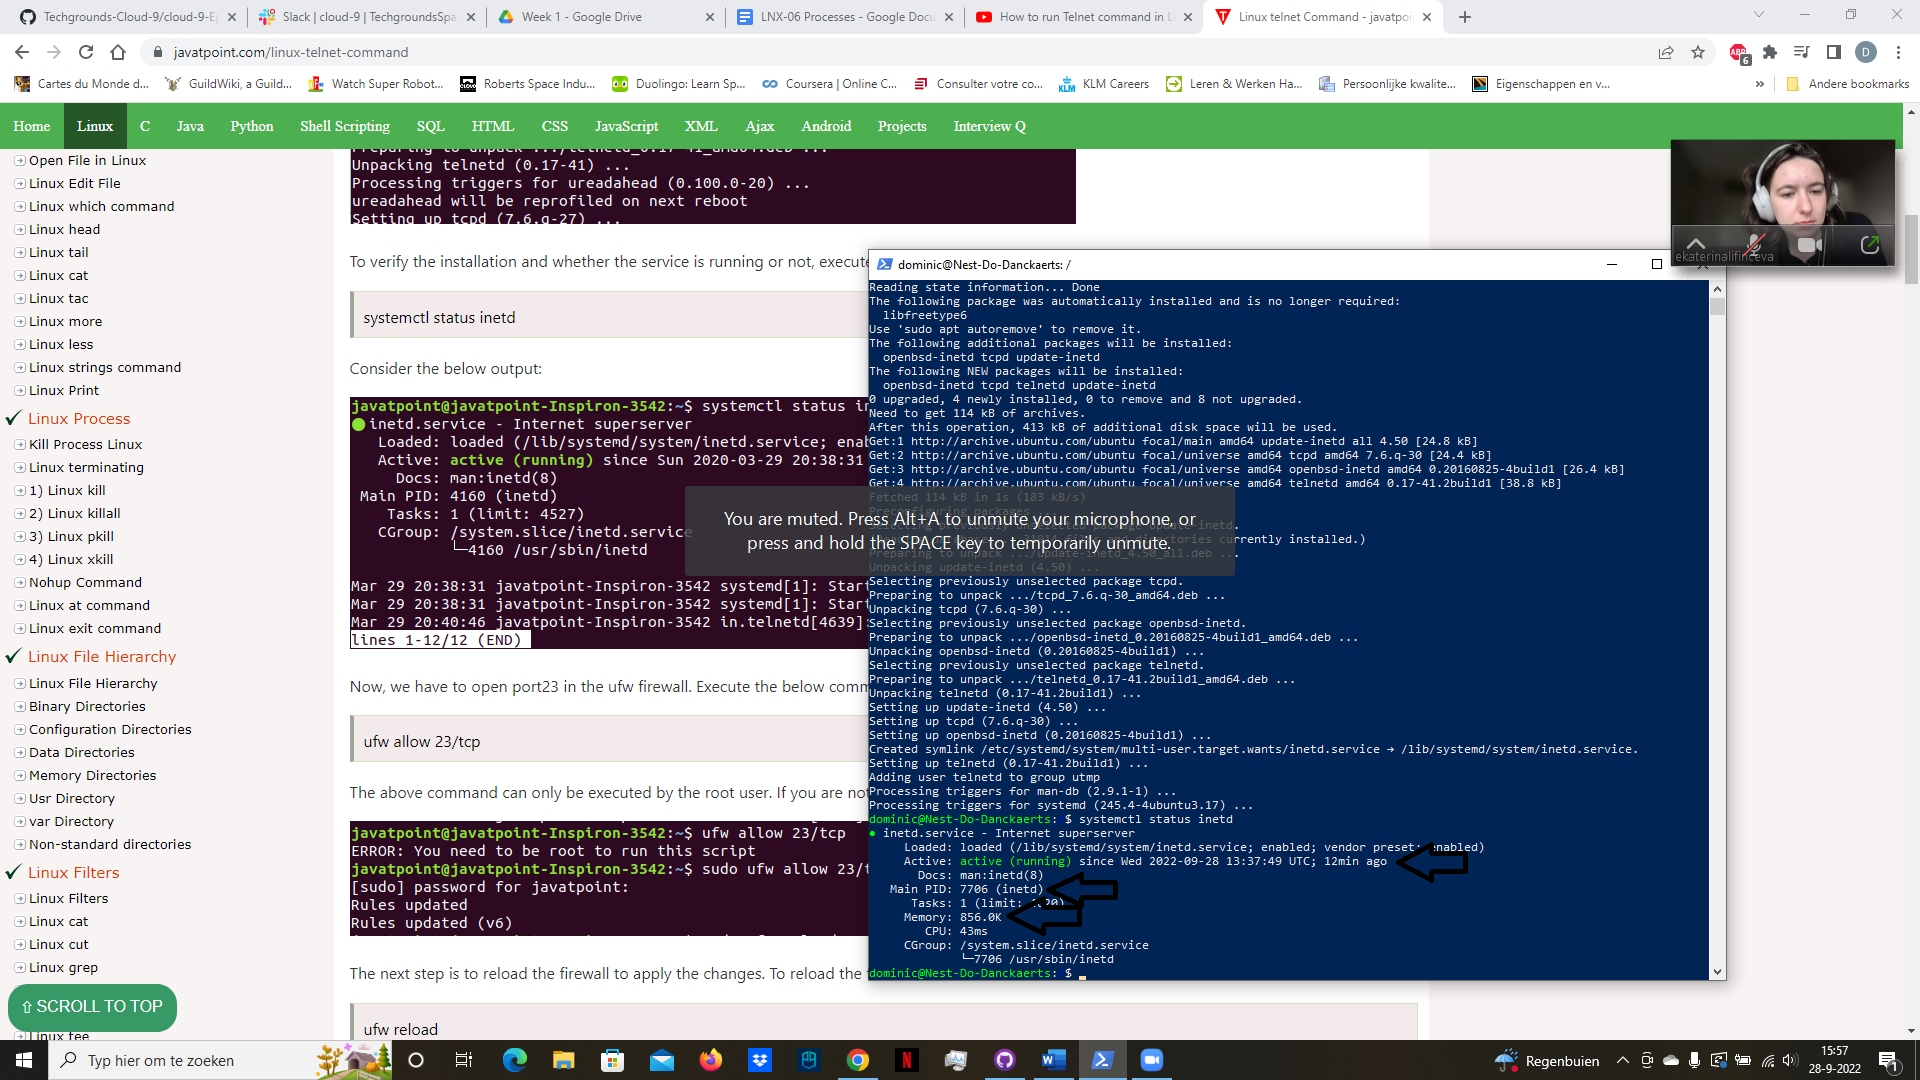 Techgrounds-Cloud-9/cloud-9-Ep
Slack | cloud-9 | TechgroundsSpa
Week 1 - Google Drive
LNX-06 Processes - Google Docu
How to run Telnet command in L
Linux telnet Command - javatpoi
javatpoint.com/linux-telnet-command
6
D
Cartes du Monde d...
GuildWiki, a Guild...
Watch Super Robot...
Roberts Space Indu...
Duolingo: Learn Sp...
Coursera | Online C...
Consulter votre co...
KLM Careers
Leren & Werken Ha...
Persoonlijke kwalite...
Eigenschappen en v...
»
Andere bookmarks
Home
Linux
C
Java
Python
Shell Scripting
SQL
HTML
CSS
JavaScript
XML
Ajax
Android
Projects
Interview Q
Open File in Linux
Linux Edit File
Linux which command
Linux head
Linux tail
Linux cat
Linux tac
Linux more
Linux less
Linux strings command
Linux Print
Linux Process
Kill Process Linux
Linux terminating
1) Linux kill
2) Linux killall
3) Linux pkill
4) Linux xkill
Nohup Command
Linux at command
Linux exit command
Linux File Hierarchy
Linux File Hierarchy
Binary Directories
Configuration Directories
Data Directories
Memory Directories
Usr Directory
var Directory
Non-standard directories
Linux Filters
Linux Filters
Linux cat
Linux cut
Linux grep
⇧ SCROLL TO TOP
Linux tee
Preparing to unpack .../telnetd_0.17-41_amd64.deb ...
Unpacking telnetd (0.17-41) ...
Processing triggers for ureadahead (0.100.0-20) ...
ureadahead will be reprofiled on next reboot
Setting up tcpd (7.6.q-27) ...
To verify the installation and whether the service is running or not, execute
systemctl status inetd
Consider the below output:
javatpoint@javatpoint-Inspiron-3542:~$ systemctl status in
inetd.service - Internet superserver
Loaded: loaded (/lib/systemd/system/inetd.service; enab
Active: active (running) since Sun 2020-03-29 20:38:31
Docs: man:inetd(8)
Main PID: 4160 (inetd)
Tasks: 1 (limit: 4527)
CGroup: /system.slice/inetd.service
└─4160 /usr/sbin/inetd
Mar 29 20:38:31 javatpoint-Inspiron-3542 systemd[1]: Start
Mar 29 20:38:31 javatpoint-Inspiron-3542 systemd[1]: Start
Mar 29 20:40:46 javatpoint-Inspiron-3542 in.telnetd[4639]:
lines 1-12/12 (END)
Now, we have to open port23 in the ufw firewall. Execute the below comm
ufw allow 23/tcp
The above command can only be executed by the root user. If you are not
javatpoint@javatpoint-Inspiron-3542:~$ ufw allow 23/tcp
ERROR: You need to be root to run this script
javatpoint@javatpoint-Inspiron-3542:~$ sudo ufw allow 23/t
[sudo] password for javatpoint:
Rules updated
Rules updated (v6)
The next step is to reload the firewall to apply the changes. To reload the
ufw reload
dominic@Nest-Do-Danckaerts: /
Reading state information... Done
The following package was automatically installed and is no longer required:
libfreetype6
Use 'sudo apt autoremove' to remove it.
The following additional packages will be installed:
openbsd-inetd tcpd update-inetd
The following NEW packages will be installed:
openbsd-inetd tcpd telnetd update-inetd
0 upgraded, 4 newly installed, 0 to remove and 8 not upgraded.
Need to get 114 kB of archives.
After this operation, 413 kB of additional disk space will be used.
Get:1 http://archive.ubuntu.com/ubuntu focal/main amd64 update-inetd all 4.50 [24.8 kB]
Get:2 http://archive.ubuntu.com/ubuntu focal/universe amd64 tcpd amd64 7.6.q-30 [24.4 kB]
Get:3 http://archive.ubuntu.com/ubuntu focal/universe amd64 openbsd-inetd amd64 0.20160825-4build1 [26.4 kB]
Get:4 http://archive.ubuntu.com/ubuntu focal/universe amd64 telnetd amd64 0.17-41.2build1 [38.8 kB]
Fetched 114 kB in 1s (183 kB/s)
Preconfiguring packages ...
Selecting previously unselected package update-inetd.
files and directories currently installed.)
Preparing to unpack .../update-inetd_4.50_all.deb ...
Unpacking update-inetd (4.50) ...
Selecting previously unselected package tcpd.
Preparing to unpack .../tcpd_7.6.q-30_amd64.deb ...
Unpacking tcpd (7.6.q-30) ...
Selecting previously unselected package openbsd-inetd.
Preparing to unpack .../openbsd-inetd_0.20160825-4build1_amd64.deb ...
Unpacking openbsd-inetd (0.20160825-4build1) ...
Selecting previously unselected package telnetd.
Preparing to unpack .../telnetd_0.17-41.2build1_amd64.deb ...
Unpacking telnetd (0.17-41.2build1) ...
Setting up update-inetd (4.50) ...
Setting up tcpd (7.6.q-30) ...
Setting up openbsd-inetd (0.20160825-4build1) ...
Created symlink /etc/systemd/system/multi-user.target.wants/inetd.service → /lib/systemd/system/inetd.service.
Setting up telnetd (0.17-41.2build1) ...
Adding user telnetd to group utmp
Processing triggers for man-db (2.9.1-1) ...
Processing triggers for systemd (245.4-4ubuntu3.17) ...
dominic@Nest-Do-Danckaerts: $ systemctl status inetd
● inetd.service - Internet superserver
Loaded: loaded (/lib/systemd/system/inetd.service; enabled; vendor preset: enabled)
Active: active (running) since Wed 2022-09-28 13:37:49 UTC; 12min ago
Docs: man:inetd(8)
Main PID: 7706 (inetd)
Tasks: 1 (limit:
Memory: 856.0K
CPU: 43ms
CGroup: /system.slice/inetd.service
└─7706 /usr/sbin/inetd
dominic@Nest-Do-Danckaerts: $
You are muted. Press Alt+A to unmute your microphone, or
press and hold the SPACE key to temporarily unmute.
ekaterinalifinceva
Typ hier om te zoeken
Regenbuien
15:57
28-9-2022
1